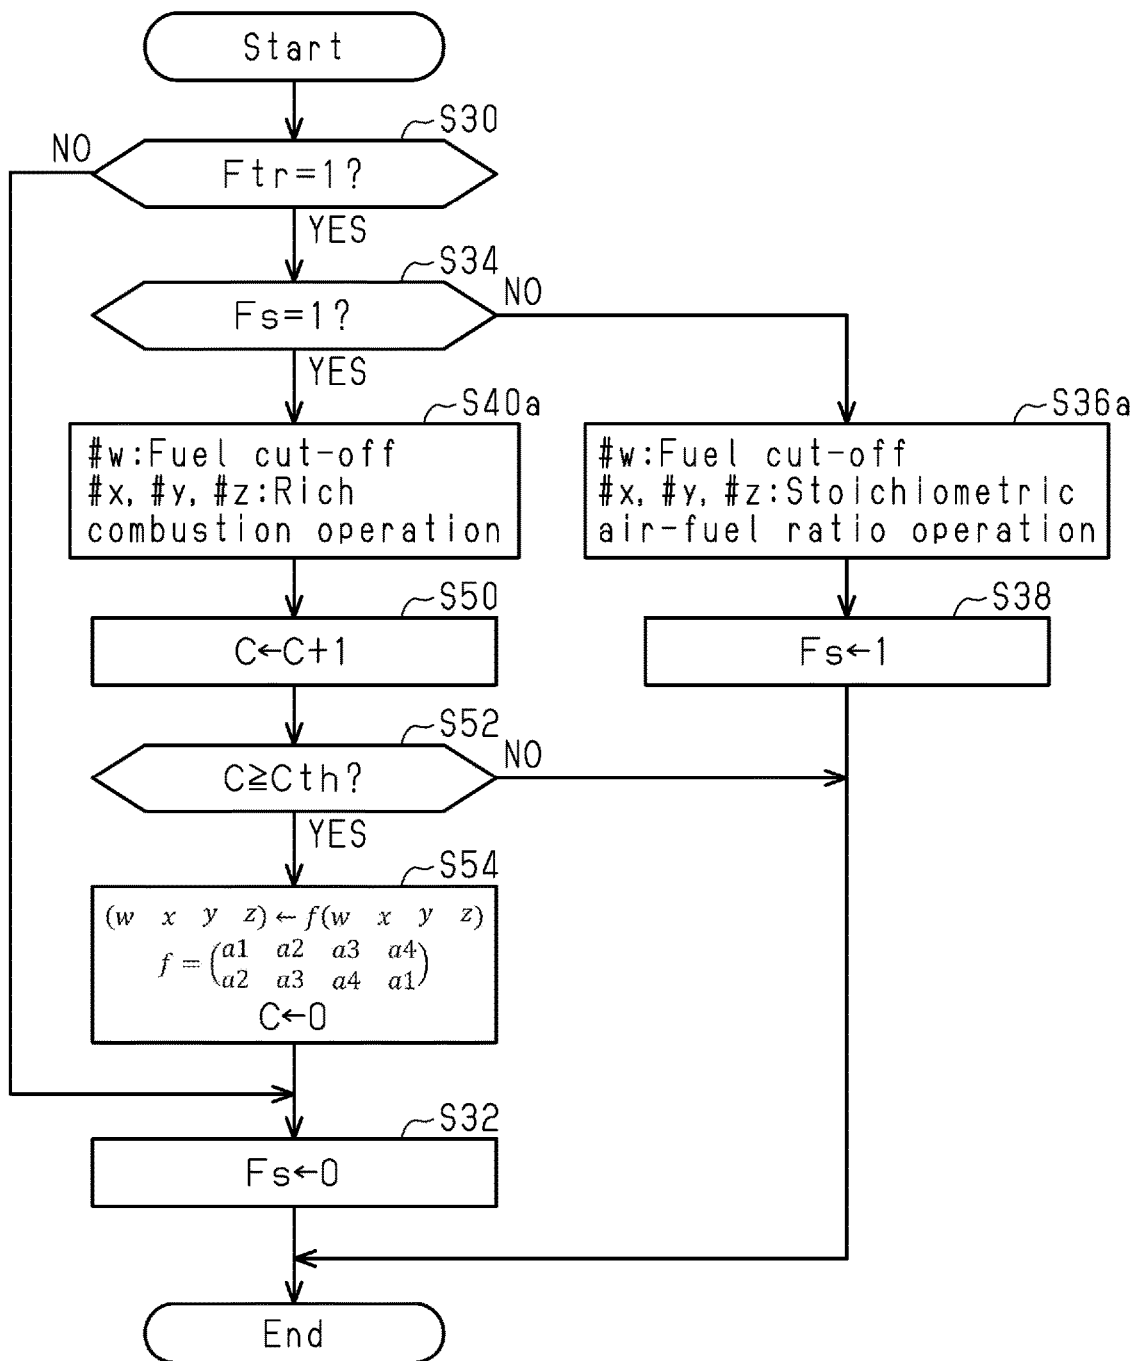 Start
S30
NO
Ftr=1?
YES
S34
NO
Fs=1?
YES
S40a
#w:Fuel cut-off
#x, #y, #z:Rich
combustion operation
S36a
#w:Fuel cut-off
#x, #y, #z:Stoichiometric
air-fuel ratio operation
S50
C←C+1
S38
Fs←1
S52
NO
C≧Cth?
YES
S54
(w x y z) ← f(w x y z)
f = (a1 a2 a3 a4
a2 a3 a4 a1)
C←0
S32
Fs←0
End